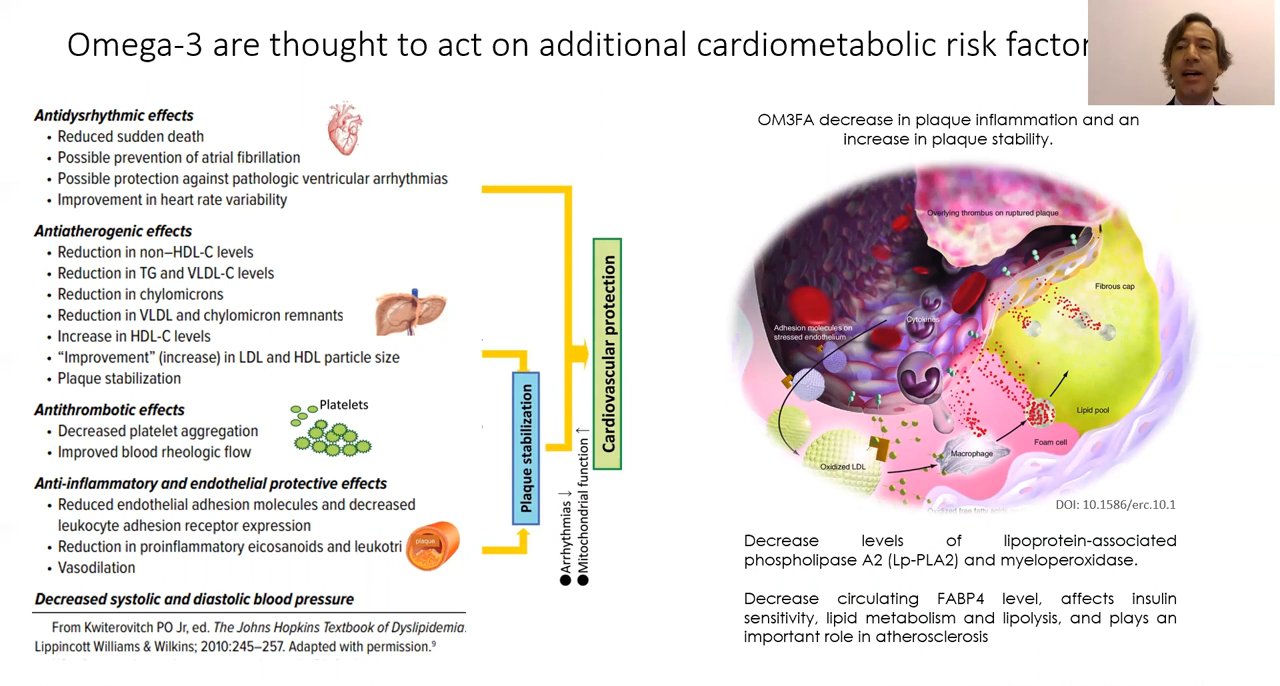 Omega-3 are thought to act on additional cardiometabolic risk factor
Antidysrhythmic effects
• Reduced sudden death
• Possible prevention of atrial fibrillation
• Possible protection against pathologic ventricular arrhythmias
• Improvement in heart rate variability
Antiatherogenic effects
• Reduction in non–HDL-C levels
• Reduction in TG and VLDL-C levels
• Reduction in chylomicrons
• Reduction in VLDL and chylomicron remnants
• Increase in HDL-C levels
• “Improvement” (increase) in LDL and HDL particle size
• Plaque stabilization
Antithrombotic effects
Platelets
• Decreased platelet aggregation
• Improved blood rheologic flow
Anti-inflammatory and endothelial protective effects
• Reduced endothelial adhesion molecules and decreased
leukocyte adhesion receptor expression
• Reduction in proinflammatory eicosanoids and leukotri
plaque
• Vasodilation
Decreased systolic and diastolic blood pressure
From Kwiterovitch PO Jr, ed. The Johns Hopkins Textbook of Dyslipidemia.
Lippincott Williams & Wilkins; 2010:245–257. Adapted with permission.⁹
Plaque stabilization
Cardiovascular protection
●Arrhythmias ↓
●Mitochondrial function ↑
OM3FA decrease in plaque inflammation and an
increase in plaque stability.
Overlying thrombus on ruptured plaque
Fibrous cap
Cytokines
Adhesion molecules on
stressed endothelium
Lipid pool
Foam cell
Macrophage
Oxidized LDL
Oxidized free fatty acids
DOI: 10.1586/erc.10.1
Decrease levels of lipoprotein-associated
phospholipase A2 (Lp-PLA2) and myeloperoxidase.
Decrease circulating FABP4 level, affects insulin
sensitivity, lipid metabolism and lipolysis, and plays an
important role in atherosclerosis